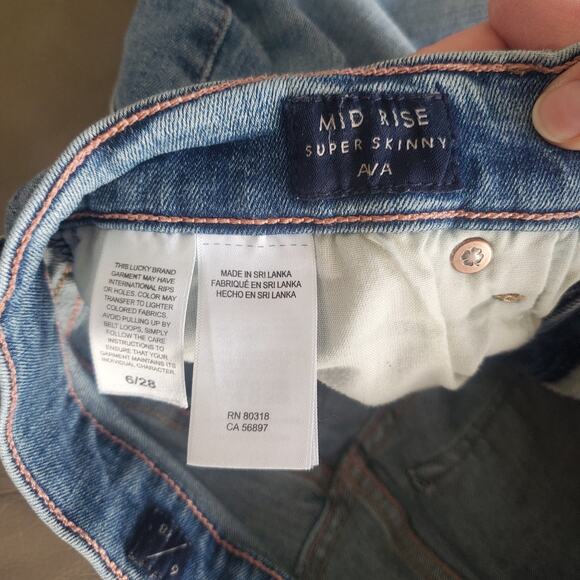 MID RISE
SUPER SKINNY
AVA
THIS LUCKY BRAND
GARMENT MAY HAVE
INTERNATIONAL RIPS
OR HOLES. COLOR MAY
TRANSFER TO LIGHTER
COLORED FABRICS.
AVOID PULLING UP BY
BELT LOOPS, SIMPLY
FOLLOW THE CARE
INSTRUCTIONS TO
ENSURE THAT YOUR
GARMENT MAINTAINS ITS
INDIVIDUAL CHARACTER.
6/28
MADE IN SRI LANKA
FABRIQUÉ EN SRI LANKA
HECHO EN SRI LANKA
RN 80318
CA 56897